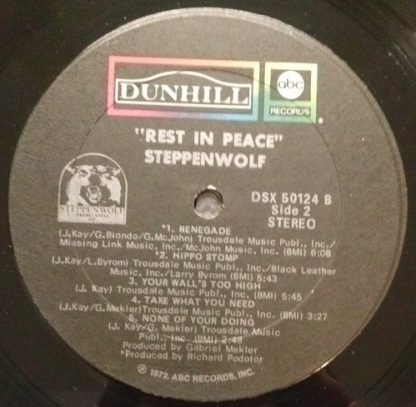 DUNHILL
abc
RECORDS
"REST IN PEACE"
STEPPENWOLF
STEPPENWOLF
DSX 50124 B
Side 2
STEREO
*1. RENEGADE
(J.Kay/G.Biondo/G.McJohn) Trousdale Music Publ., Inc./
Missing Link Music, Inc./ (BMI) 6:08
*2. HIPPO STOMP
(J.Kay/L.Byrom) Trousdale Music Publ., Inc./Black Leather
Music, Inc./ Larry Byrom (BMI) 5:43
3. YOUR WALL'S TOO HIGH
(J. Kay) Trousdale Music Publ., Inc. (BMI) 5:45
4. TAKE WHAT YOU NEED
(J.Kay/G.Mekler)Trousdale Music Publ., Inc. (BMI) 3:27
5. NONE OF YOUR DOING
(J. Kay/G. Mekler) Trousdale Music
Publ., Inc. (BMI) 2:48
Produced by Gabriel Mekler
*Produced by Richard Podolor
℗ 1972, ABC RECORDS, INC.